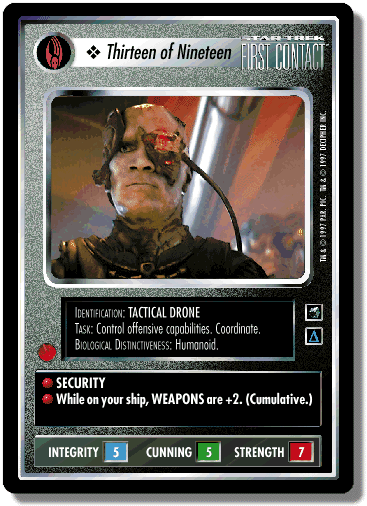 ❖ Thirteen of Nineteen
STAR TREK
FIRST CONTACT
TM & © 1997 PAR. PIC. TM & © 1997 DECIPHER INC.
IDENTIFICATION: TACTICAL DRONE
TASK: Control offensive capabilities. Coordinate.
BIOLOGICAL DISTINCTIVENESS: Humanoid.
SECURITY
While on your ship, WEAPONS are +2. (Cumulative.)
INTEGRITY 5 CUNNING 5 STRENGTH 7